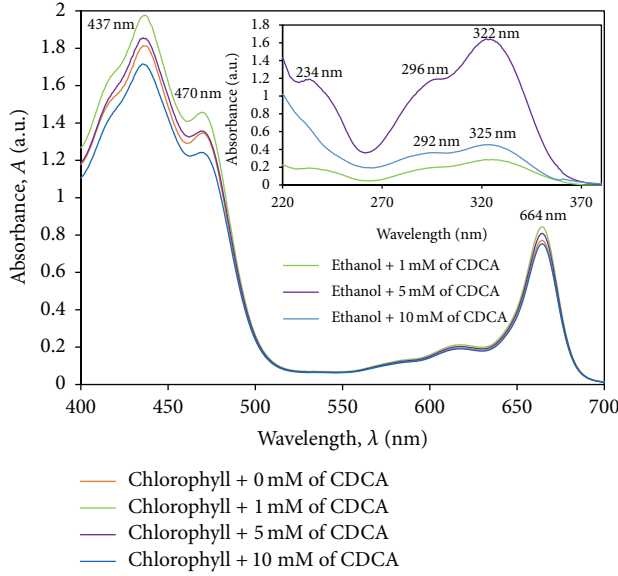 Absorbance, A (a.u.)
2
1.8
1.6
1.4
1.2
1
0.8
0.6
0.4
0.2
0
400
450
500
550
600
650
700
Wavelength, λ (nm)
437 nm
470 nm
664 nm
Absorbance (a.u.)
1.8
1.6
1.4
1.2
1
0.8
0.6
0.4
0.2
0
220
270
320
370
Wavelength (nm)
234 nm
296 nm
322 nm
292 nm
325 nm
Ethanol + 1 mM of CDCA
Ethanol + 5 mM of CDCA
Ethanol + 10 mM of CDCA
Chlorophyll + 0 mM of CDCA
Chlorophyll + 1 mM of CDCA
Chlorophyll + 5 mM of CDCA
Chlorophyll + 10 mM of CDCA